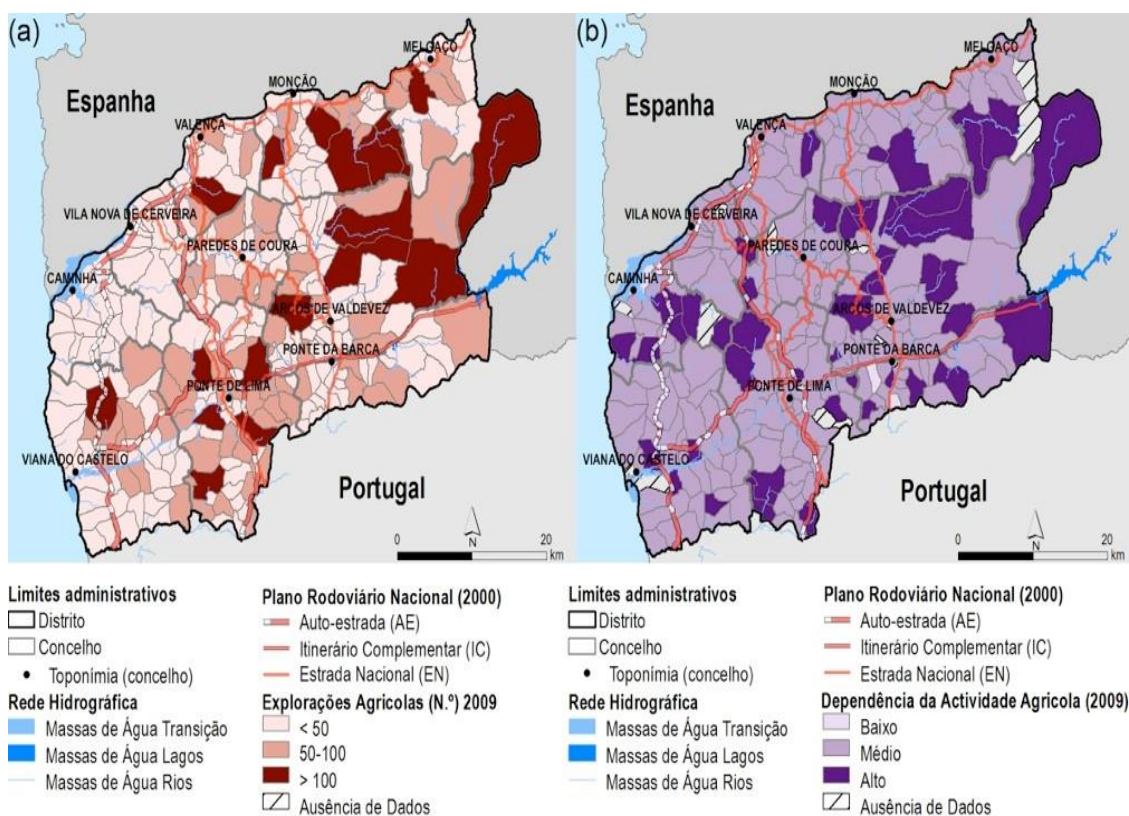 (a)
MELGAÇO
MONÇÃO
Espanha
VALENÇA
VILA NOVA DE CERVEIRA
PAREDES DE COURA
CAMINHA
ARCOS DE VALDEVEZ
PONTE DA BARCA
PONTE DE LIMA
VIANA DO CASTELO
Portugal
N
0 20
km
(b)
MELGAÇO
MONÇÃO
Espanha
VALENÇA
VILA NOVA DE CERVEIRA
PAREDES DE COURA
CAMINHA
ARCOS DE VALDEVEZ
PONTE DA BARCA
PONTE DE LIMA
VIANA DO CASTELO
Portugal
N
0 20
km
Limites administrativos
Distrito
Concelho
Toponímia (concelho)
Rede Hidrográfica
Massas de Água Transição
Massas de Água Lagos
Massas de Água Rios
Plano Rodoviário Nacional (2000)
Auto-estrada (AE)
Itinerário Complementar (IC)
Estrada Nacional (EN)
Explorações Agricolas (N.º) 2009
< 50
50-100
> 100
Ausência de Dados
Limites administrativos
Distrito
Concelho
Toponímia (concelho)
Rede Hidrográfica
Massas de Água Transição
Massas de Água Lagos
Massas de Água Rios
Plano Rodoviário Nacional (2000)
Auto-estrada (AE)
Itinerário Complementar (IC)
Estrada Nacional (EN)
Dependência da Actividade Agricola (2009)
Baixo
Médio
Alto
Ausência de Dados